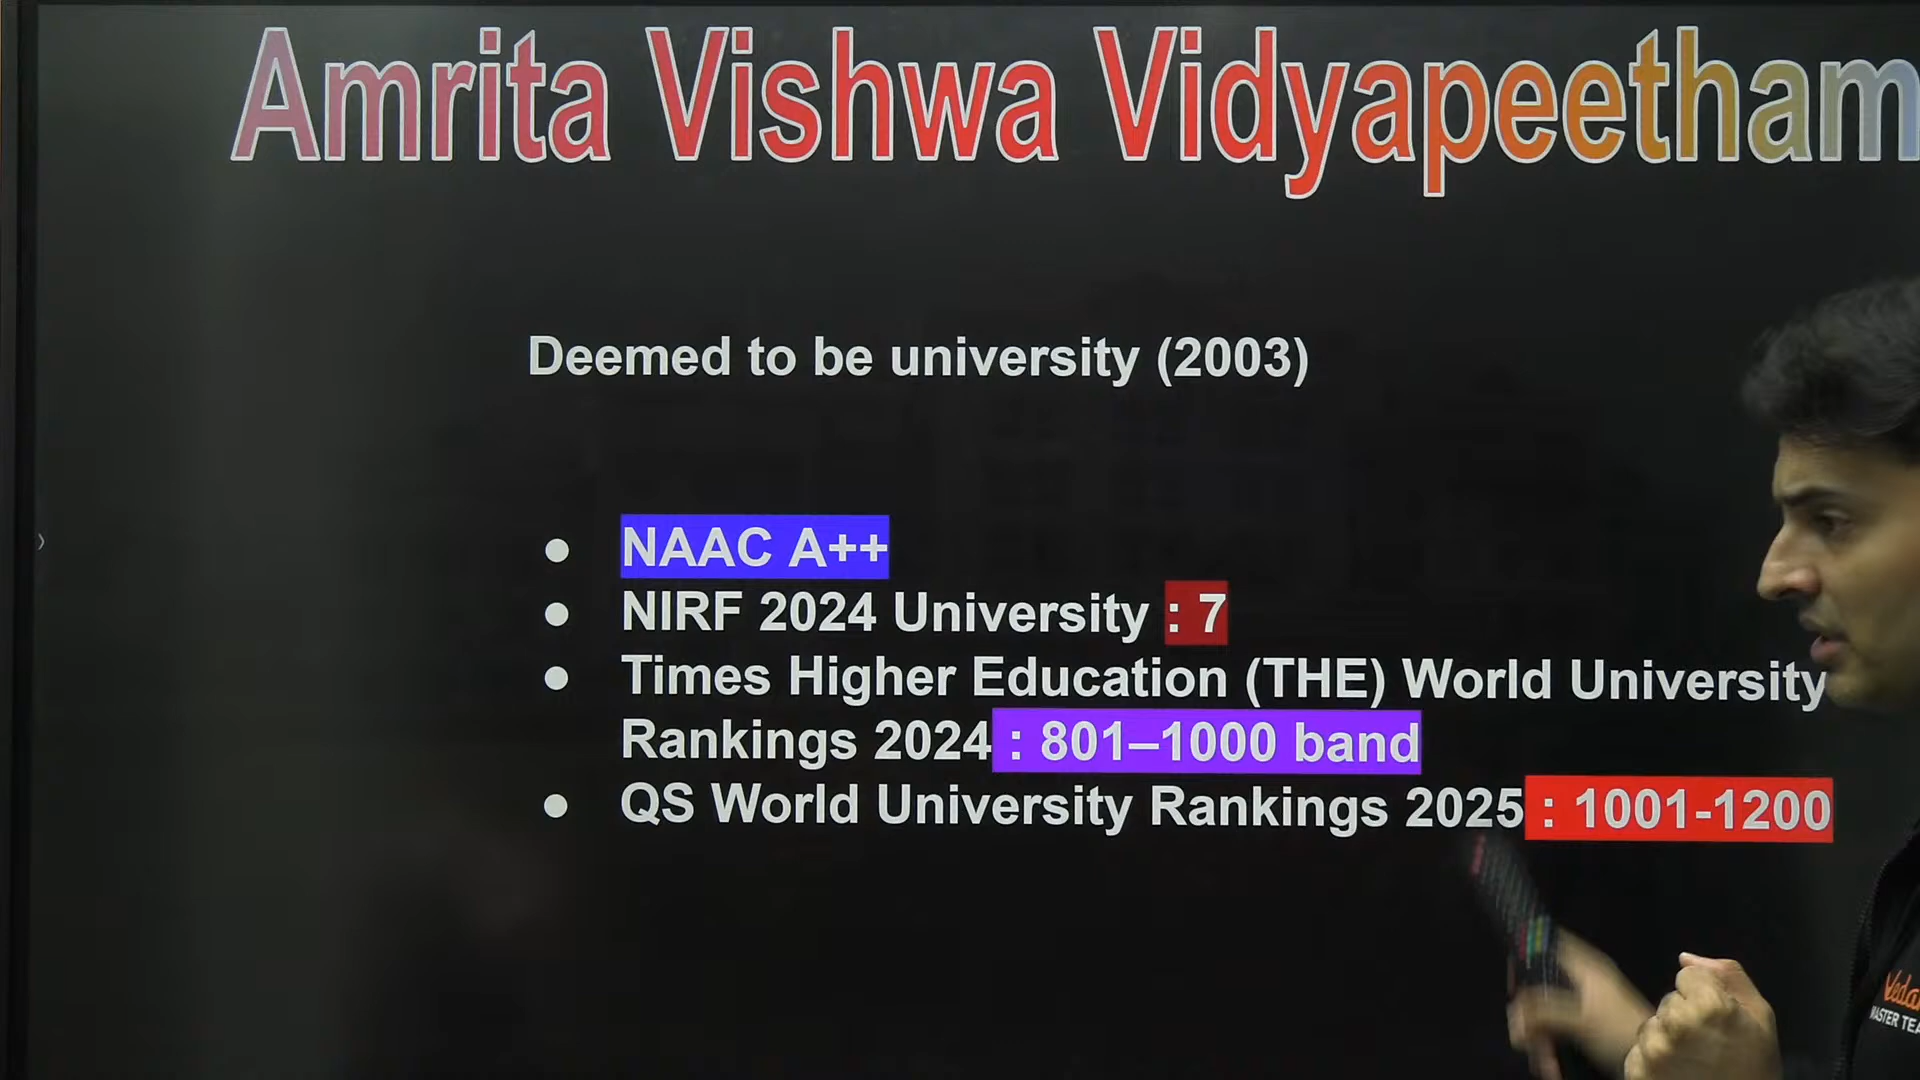 Amrita Vishwa Vidyapeetham
Deemed to be university (2003)
● NAAC A++
● NIRF 2024 University : 7
● Times Higher Education (THE) World University
Rankings 2024 : 801–1000 band
● QS World University Rankings 2025 : 1001-1200